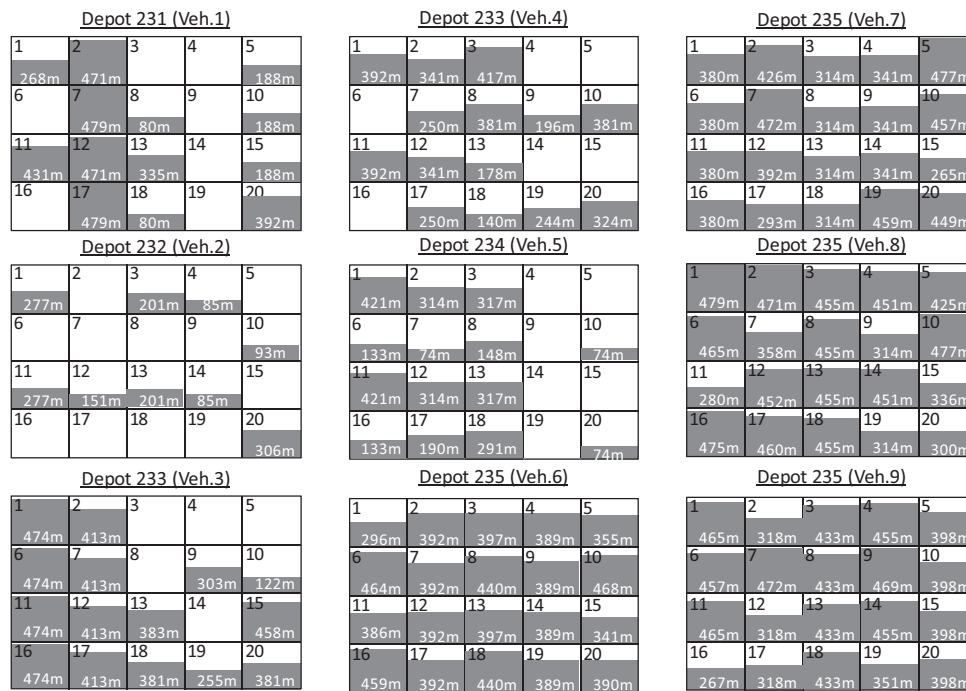 Depot 231 (Veh.1)
1 2 3 4 5
268m 471m 188m
6 7 8 9 10
479m 80m 188m
11 12 13 14 15
431m 471m 335m 188m
16 17 18 19 20
479m 80m 392m
Depot 233 (Veh.4)
1 2 3 4 5
392m 341m 417m
6 7 8 9 10
250m 381m 196m 381m
11 12 13 14 15
392m 341m 178m
16 17 18 19 20
250m 140m 244m 324m
Depot 235 (Veh.7)
1 2 3 4 5
380m 426m 314m 341m 477m
6 7 8 9 10
380m 472m 314m 341m 457m
11 12 13 14 15
380m 392m 314m 341m 265m
16 17 18 19 20
380m 293m 314m 459m 449m
Depot 232 (Veh.2)
1 2 3 4 5
277m 201m 85m
6 7 8 9 10
93m
11 12 13 14 15
277m 151m 201m 85m
16 17 18 19 20
306m
Depot 234 (Veh.5)
1 2 3 4 5
421m 314m 317m
6 7 8 9 10
133m 74m 148m 74m
11 12 13 14 15
421m 314m 317m
16 17 18 19 20
133m 190m 291m 74m
Depot 235 (Veh.8)
1 2 3 4 5
479m 471m 455m 451m 425m
6 7 8 9 10
465m 358m 455m 314m 477m
11 12 13 14 15
280m 452m 455m 451m 336m
16 17 18 19 20
475m 460m 455m 314m 300m
Depot 233 (Veh.3)
1 2 3 4 5
474m 413m
6 7 8 9 10
474m 413m 303m 122m
11 12 13 14 15
474m 413m 383m 458m
16 17 18 19 20
474m 413m 381m 255m 381m
Depot 235 (Veh.6)
1 2 3 4 5
296m 392m 397m 389m 355m
6 7 8 9 10
464m 392m 440m 389m 468m
11 12 13 14 15
386m 392m 397m 389m 341m
16 17 18 19 20
459m 392m 440m 389m 390m
Depot 235 (Veh.9)
1 2 3 4 5
465m 318m 433m 455m 398m
6 7 8 9 10
457m 472m 433m 469m 398m
11 12 13 14 15
465m 318m 433m 455m 398m
16 17 18 19 20
267m 318m 433m 351m 398m